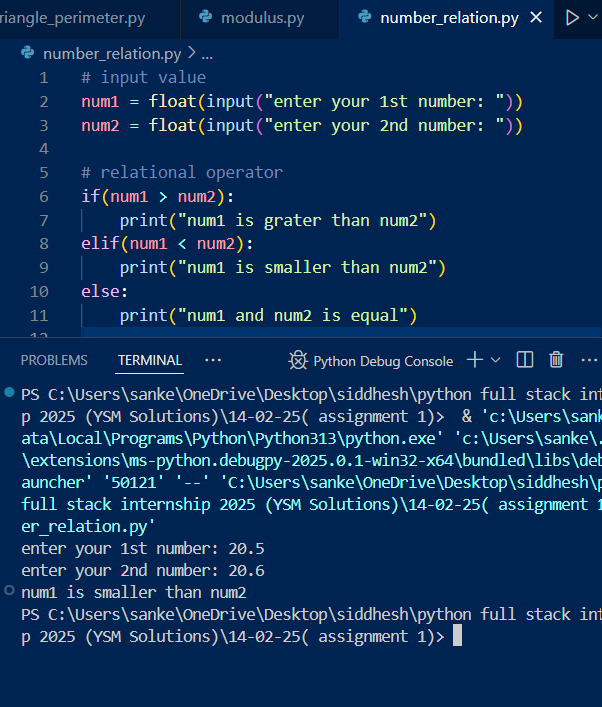 riangle_perimeter.py modulus.py number_relation.py
number_relation.py > ...
1 # input value
2 num1 = float(input("enter your 1st number: "))
3 num2 = float(input("enter your 2nd number: "))
4
5 # relational operator
6 if(num1 > num2):
7 print("num1 is grater than num2")
8 elif(num1 < num2):
9 print("num1 is smaller than num2")
10 else:
11 print("num1 and num2 is equal")
PROBLEMS TERMINAL ... Python Debug Console
PS C:\Users\sanke\OneDrive\Desktop\siddhesh\python full stack int
p 2025 (YSM Solutions)\14-02-25( assignment 1)> & 'c:\Users\sank
ata\Local\Programs\Python\Python313\python.exe' 'c:\Users\sanke\.
\extensions\ms-python.debugpy-2025.0.1-win32-x64\bundled\libs\deb
auncher' '50121' '--' 'C:\Users\sanke\OneDrive\Desktop\siddhesh\p
full stack internship 2025 (YSM Solutions)\14-02-25( assignment 1
er_relation.py'
enter your 1st number: 20.5
enter your 2nd number: 20.6
num1 is smaller than num2
PS C:\Users\sanke\OneDrive\Desktop\siddhesh\python full stack int
p 2025 (YSM Solutions)\14-02-25( assignment 1)>